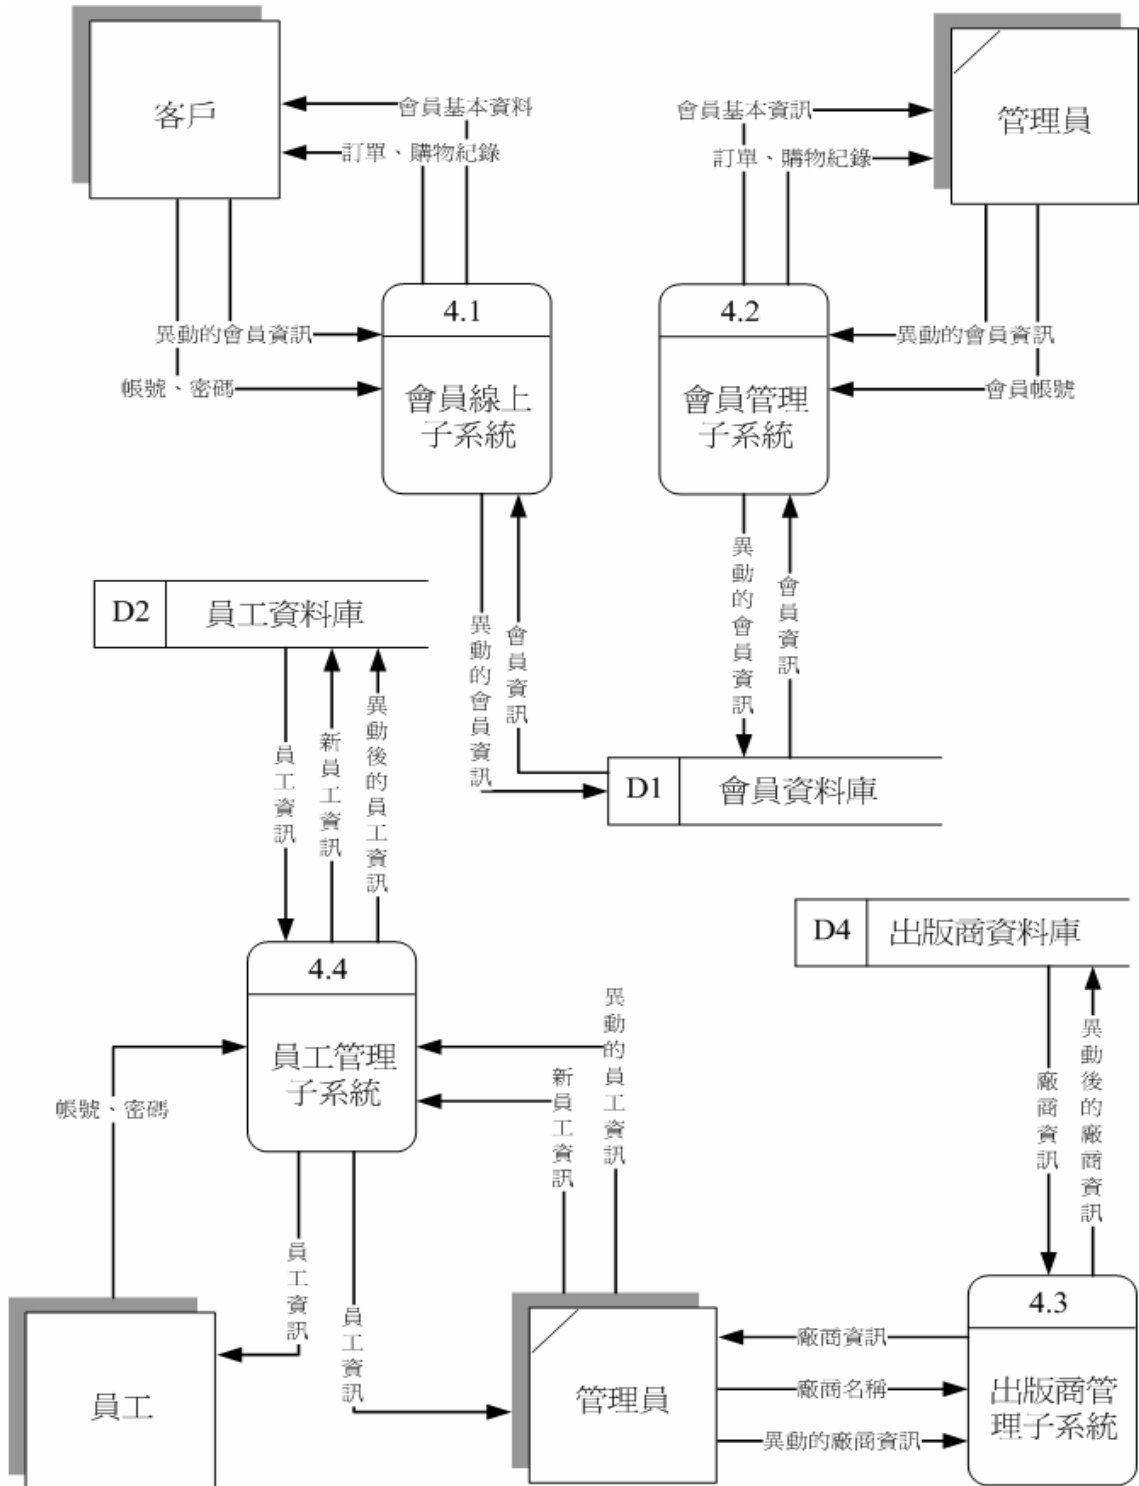 客戶
會員基本資料
訂單、購物紀錄
會員基本資訊
訂單、購物紀錄
管理員
異動的會員資訊
帳號、密碼
4.1
會員線上
子系統
4.2
會員管理
子系統
異動的會員資訊
會員帳號
異動的會員資訊
會員資訊
異動的會員資訊
會員資訊
D2
員工資料庫
D1
會員資料庫
員工資訊
新員工資訊
異動後的員工資訊
D4
出版商資料庫
4.4
員工管理
子系統
帳號、密碼
新員工資訊
異動的員工資訊
廠商資訊
異動後的廠商資訊
員工資訊
員工資訊
員工
管理員
廠商資訊
廠商名稱
異動的廠商資訊
4.3
出版商管
理子系統